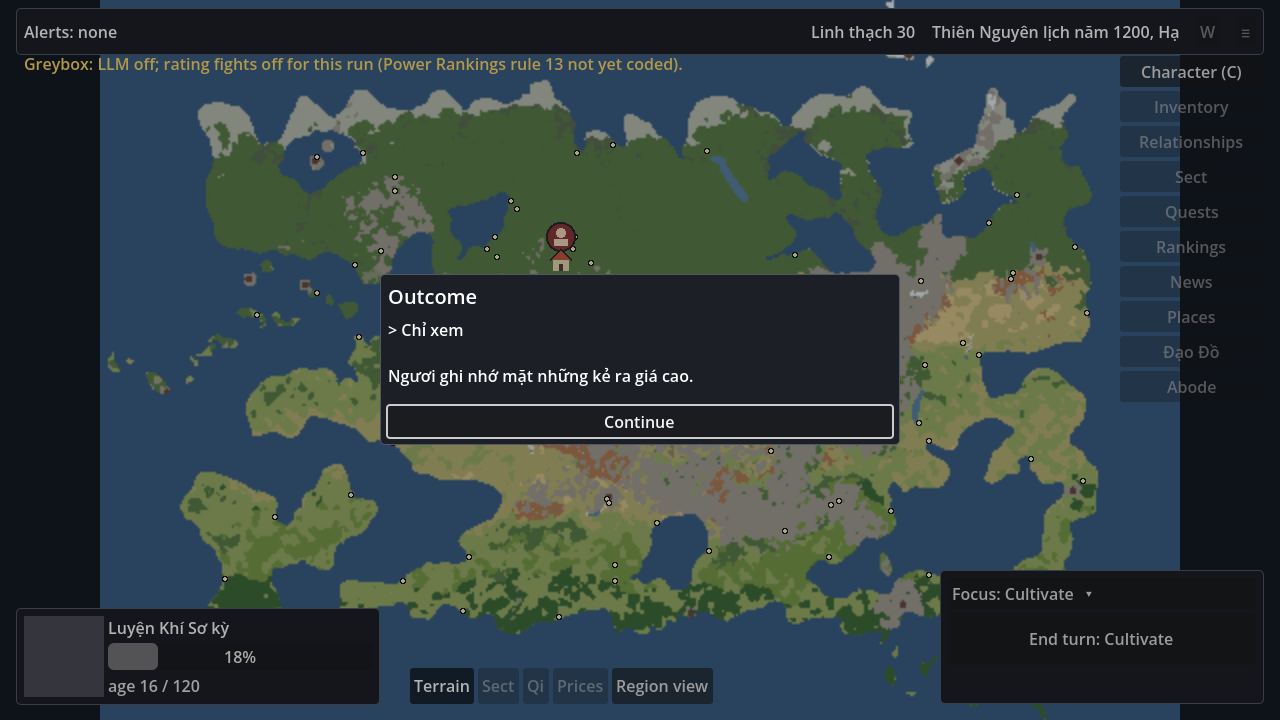 Alerts: none
Linh thạch 30
Thiên Nguyên lịch năm 1200, Hạ
W
≡
Greybox: LLM off; rating fights off for this run (Power Rankings rule 13 not yet coded).
Character (C)
Inventory
Relationships
Sect
Quests
Rankings
News
Places
Đạo Đồ
Abode
Outcome
> Chỉ xem
Ngươi ghi nhớ mặt những kẻ ra giá cao.
Continue
Luyện Khí Sơ kỳ
18%
age 16 / 120
Terrain
Sect
Qi
Prices
Region view
Focus: Cultivate ▾
End turn: Cultivate